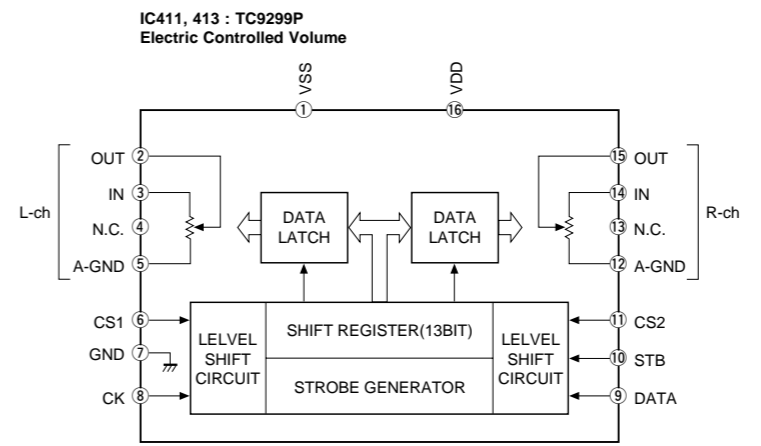 IC411, 413 : TC9299P
Electric Controlled Volume
VSS
VDD
1
16
L-ch
OUT 2
IN 3
N.C. 4
A-GND 5
CS1 6
GND 7
CK 8
DATA
LATCH
DATA
LATCH
LELVEL
SHIFT
CIRCUIT
SHIFT REGISTER(13BIT)
STROBE GENERATOR
LELVEL
SHIFT
CIRCUIT
15 OUT
14 IN
13 N.C.
12 A-GND
R-ch
11 CS2
10 STB
9 DATA